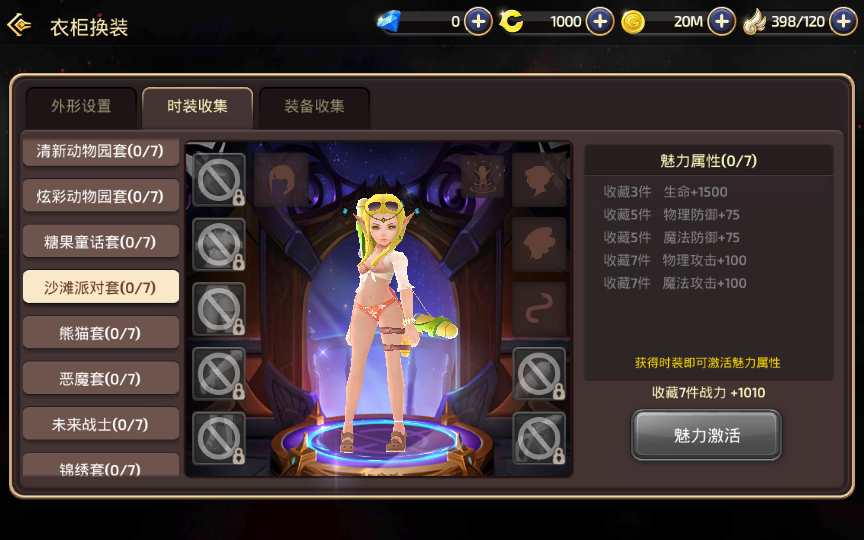 衣柜换装
0
1000
20M
398/120
外形设置
时装收集
装备收集
清新动物园套(0/7)
炫彩动物园套(0/7)
糖果童话套(0/7)
沙滩派对套(0/7)
熊猫套(0/7)
恶魔套(0/7)
未来战士(0/7)
锦绣套(0/7)
魅力属性(0/7)
收藏3件 生命+1500
收藏5件 物理防御+75
收藏5件 魔法防御+75
收藏7件 物理攻击+100
收藏7件 魔法攻击+100
获得时装即可激活魅力属性
收藏7件战力 +1010
魅力激活